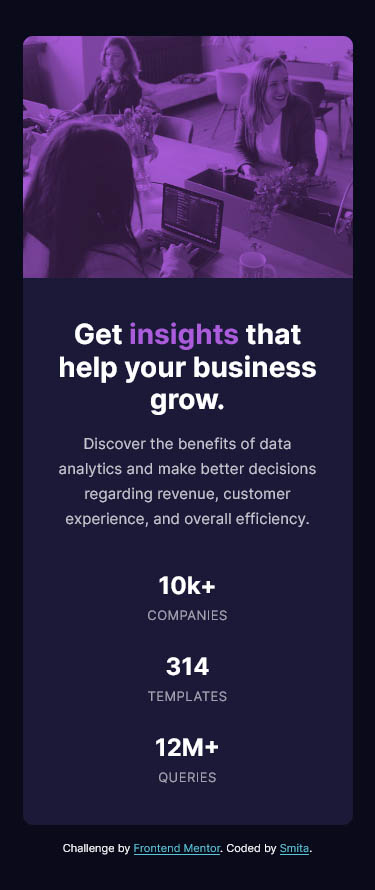 Get insights that
help your business
grow.
Discover the benefits of data
analytics and make better decisions
regarding revenue, customer
experience, and overall efficiency.
10k+
COMPANIES
314
TEMPLATES
12M+
QUERIES
Challenge by Frontend Mentor. Coded by Smita.